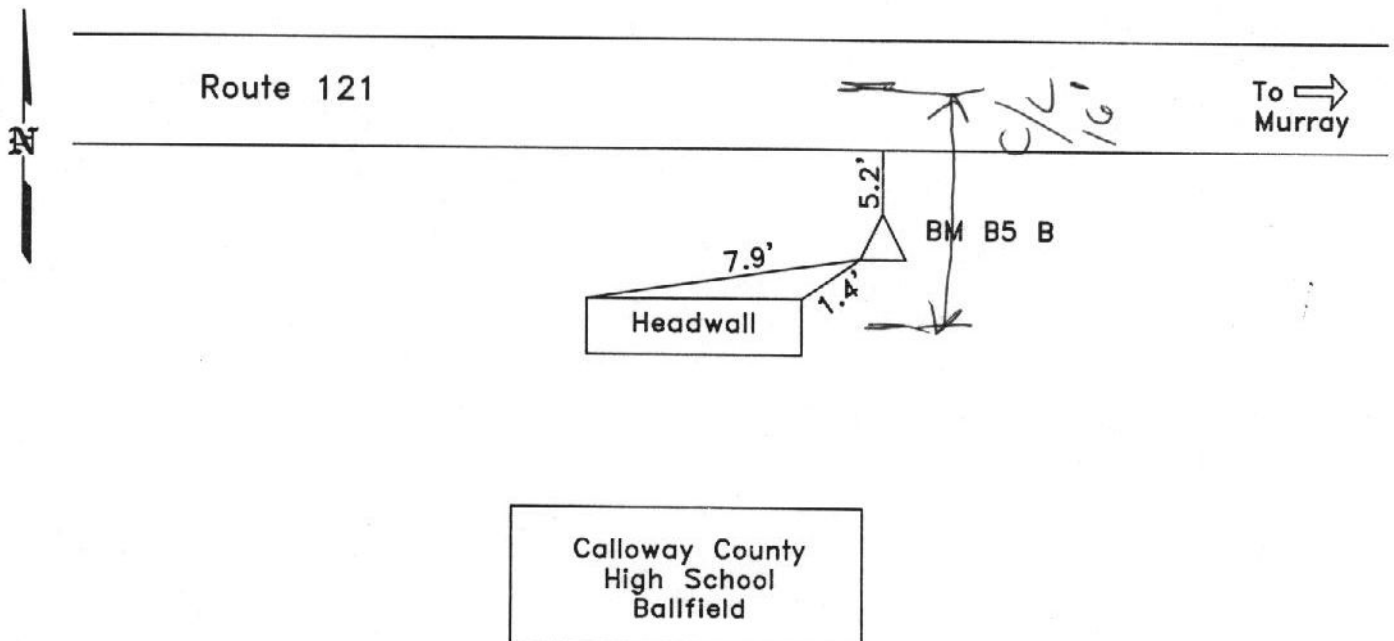 Route 121
C/L
16'
To
Murray
N
5.2'
BM B5 B
7.9'
1.4'
Headwall
Calloway County
High School
Ballfield